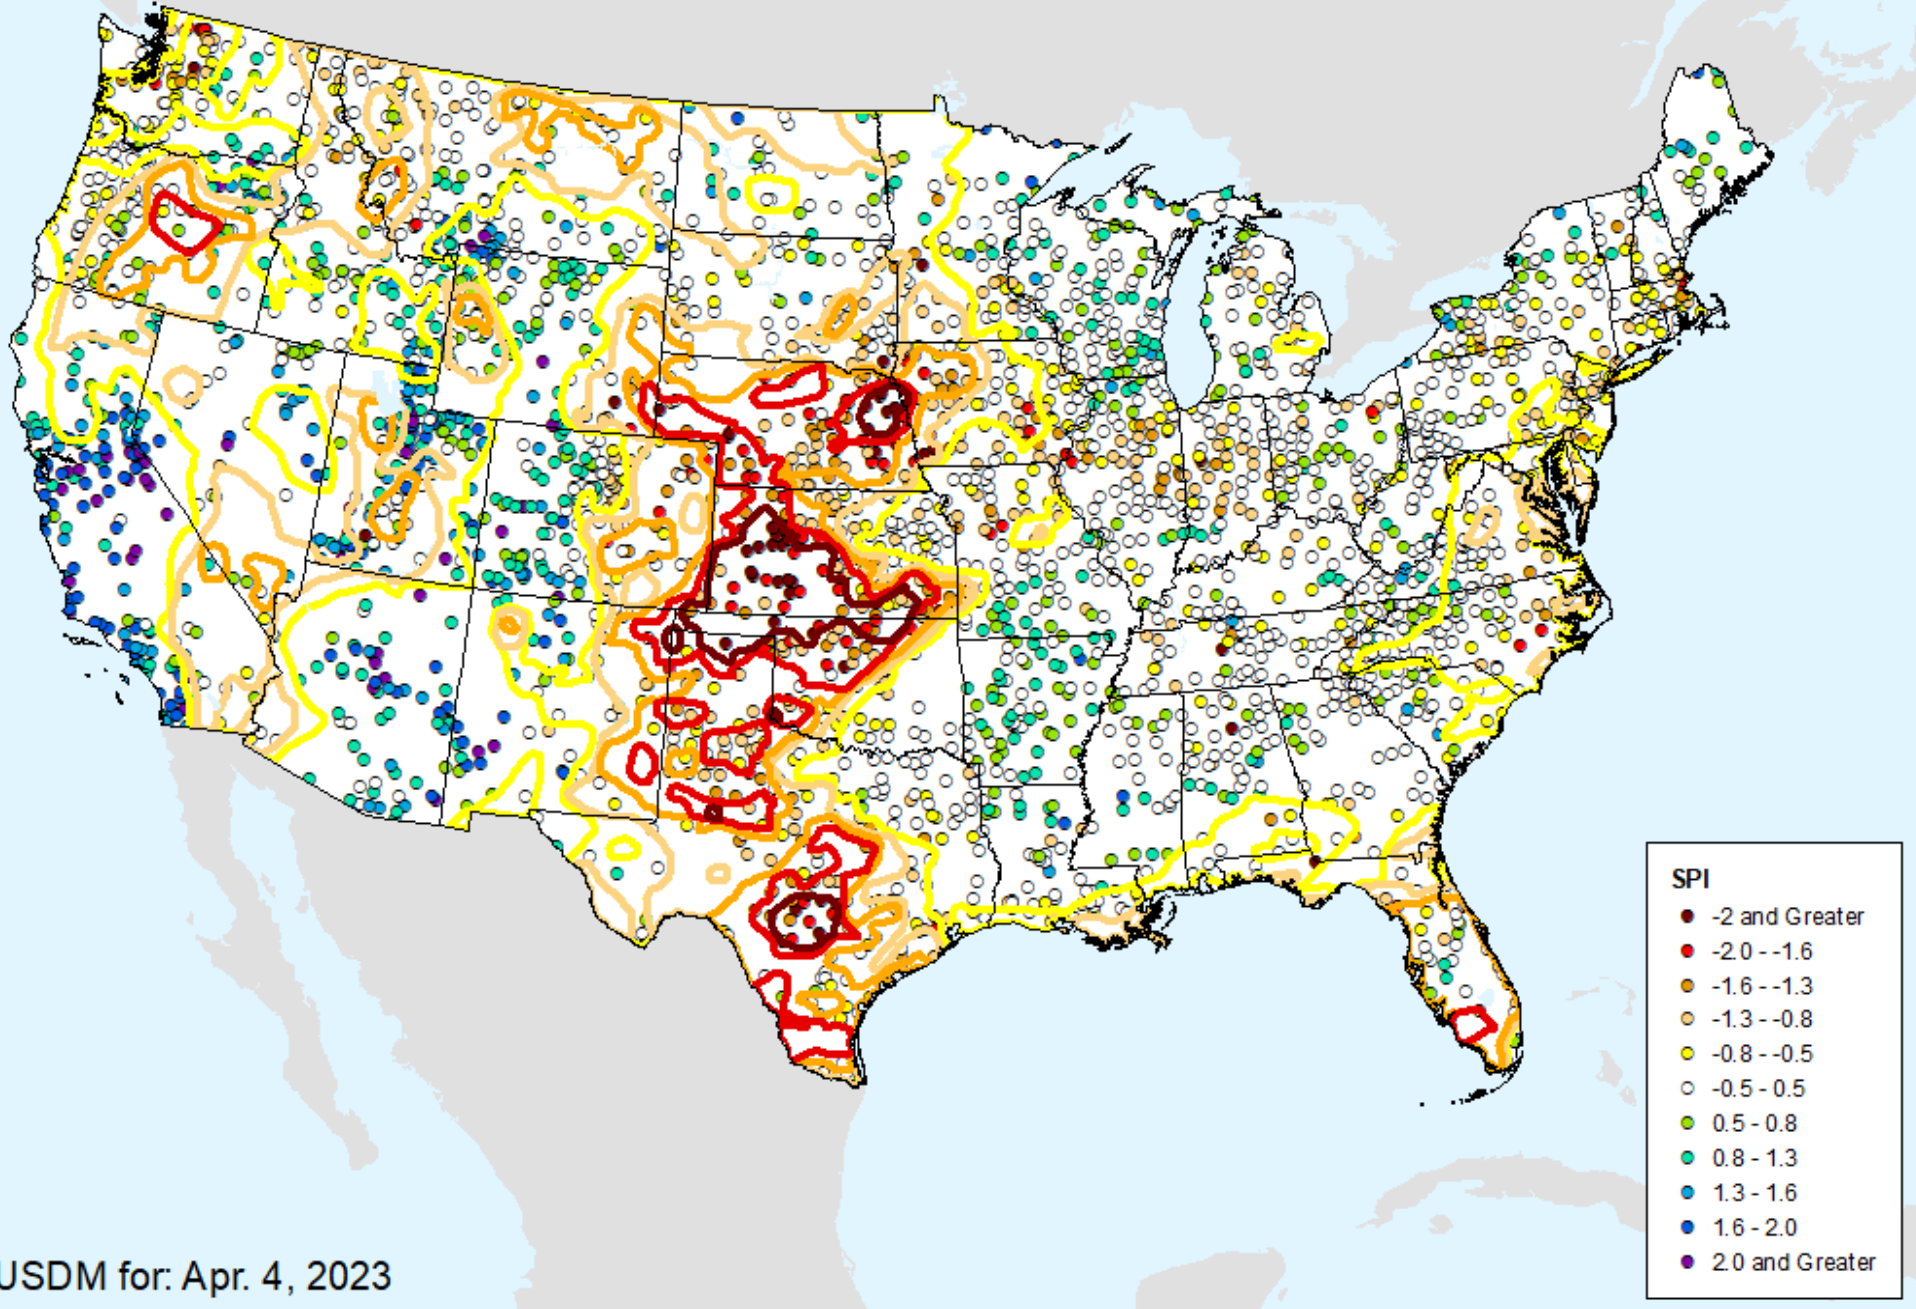 SPI
-2 and Greater
-2.0 - -1.6
-1.6 - -1.3
-1.3 - -0.8
-0.8 - -0.5
-0.5 - 0.5
0.5 - 0.8
0.8 - 1.3
1.3 - 1.6
1.6 - 2.0
2.0 and Greater
USDM for: Apr. 4, 2023